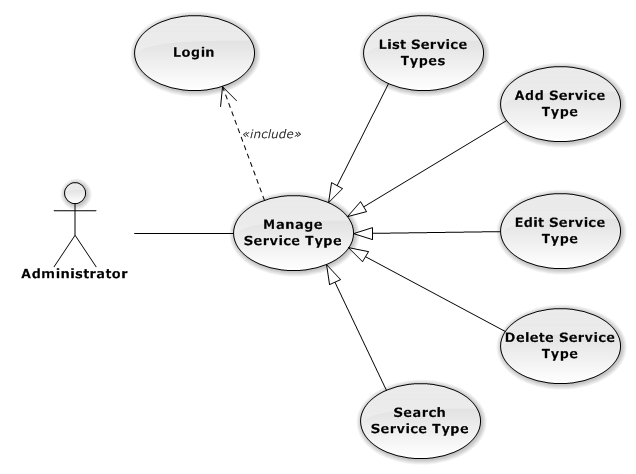 Login
List Service
Types
Add Service
Type
«include»
Manage
Service Type
Edit Service
Type
Administrator
Delete Service
Type
Search
Service Type